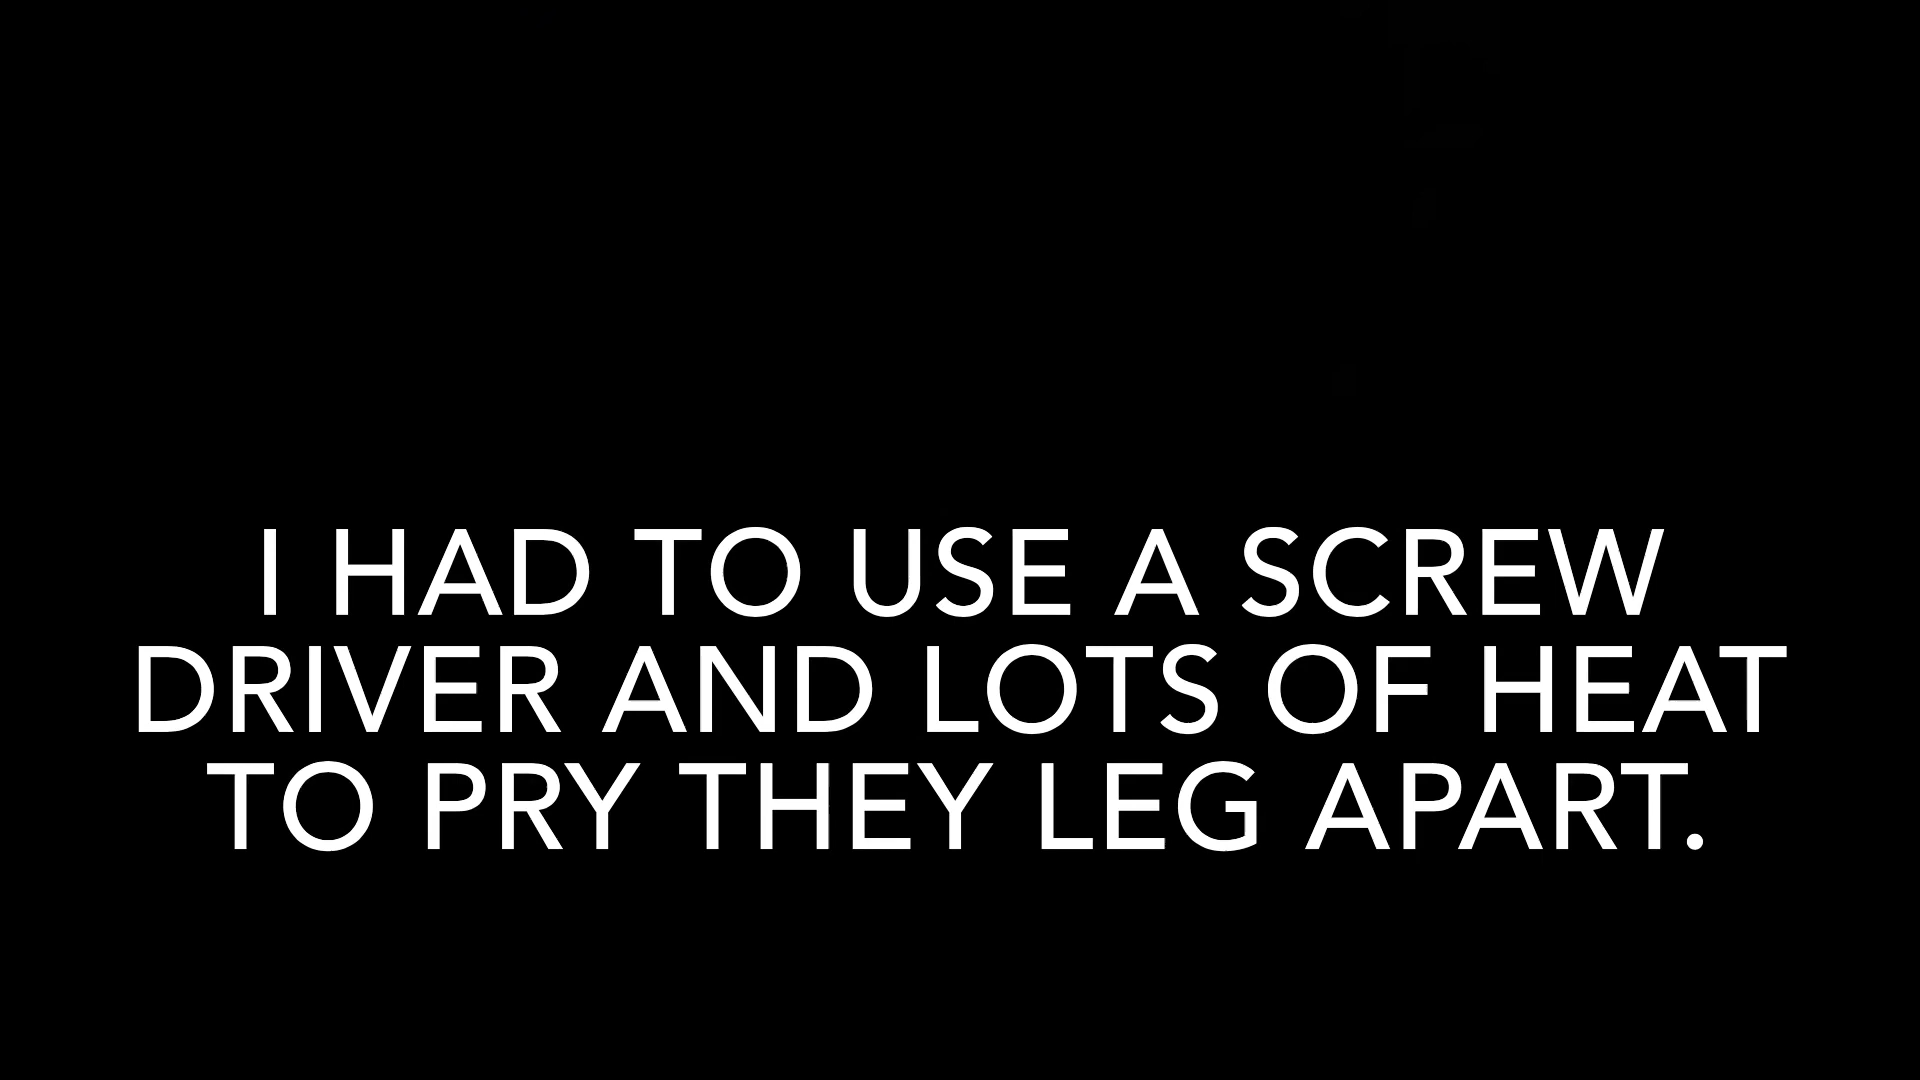 I HAD TO USE A SCREW
DRIVER AND LOTS OF HEAT
TO PRY THEY LEG APART.